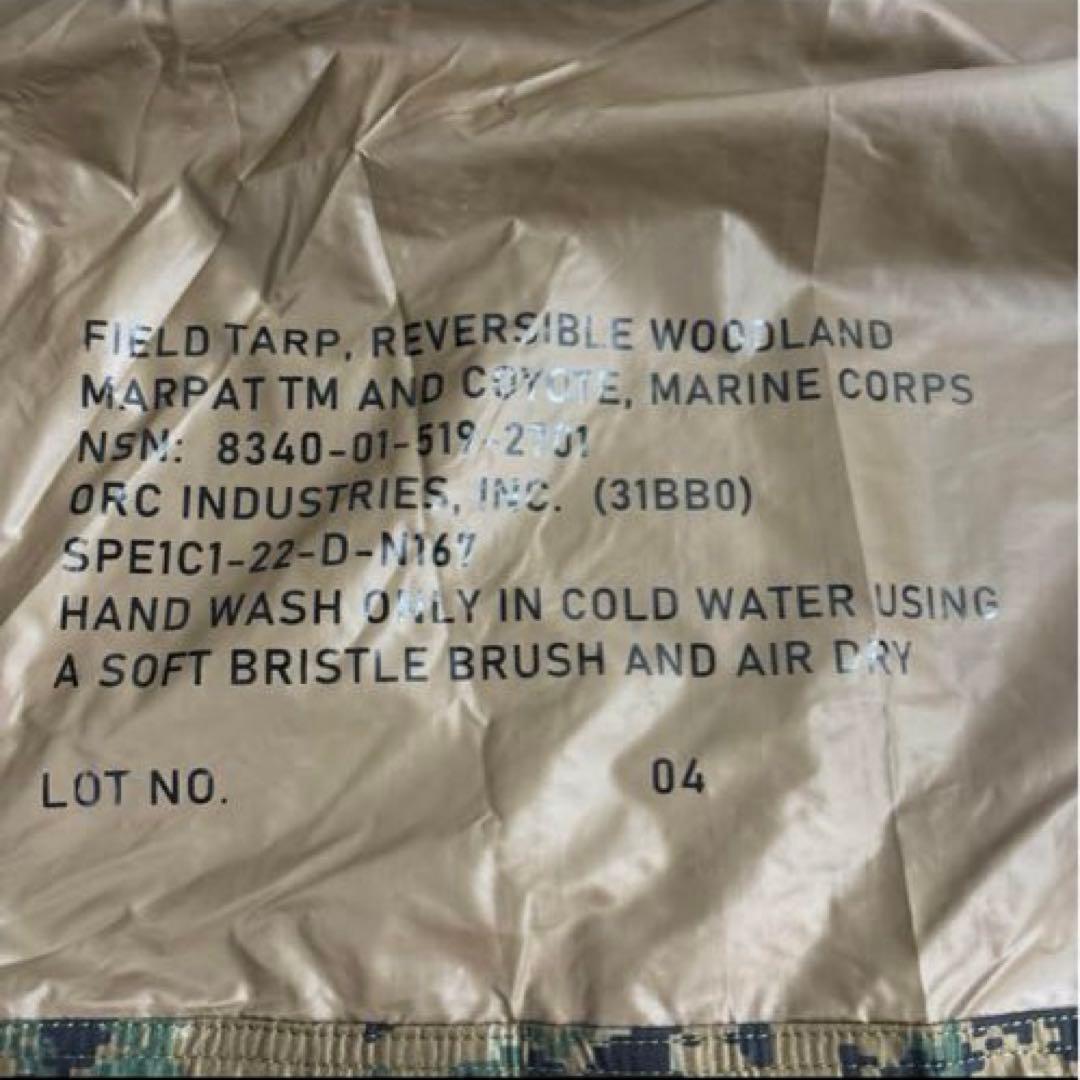 FIELD TARP, REVERSIBLE WOODLAND
MARPAT TM AND COYOTE, MARINE CORPS
NSN: 8340-01-519-2701
ORC INDUSTRIES, INC. (31BB0)
SPE1C1-22-D-N167
HAND WASH ONLY IN COLD WATER USING
A SOFT BRISTLE BRUSH AND AIR DRY
LOT NO. 04